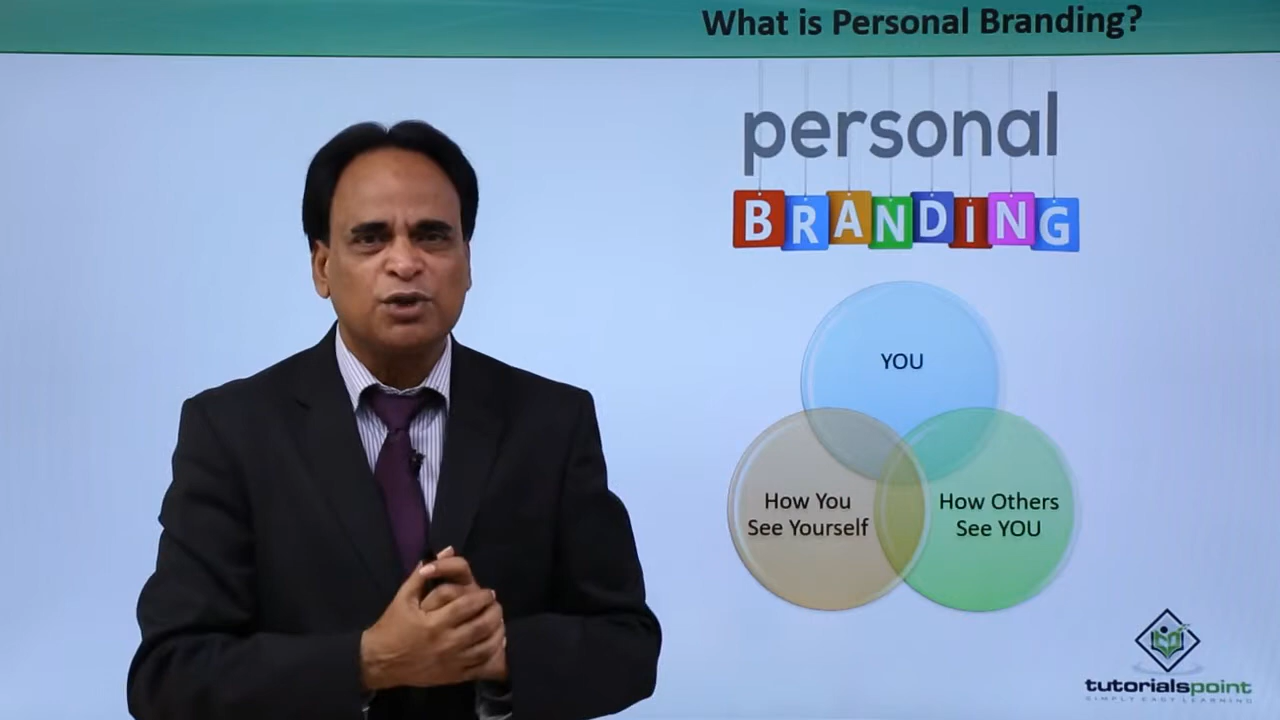 What is Personal Branding?
personal
BRANDING
YOU
How You
See Yourself
How Others
See YOU
tutorialspoint
SIMPLY EASY LEARNING